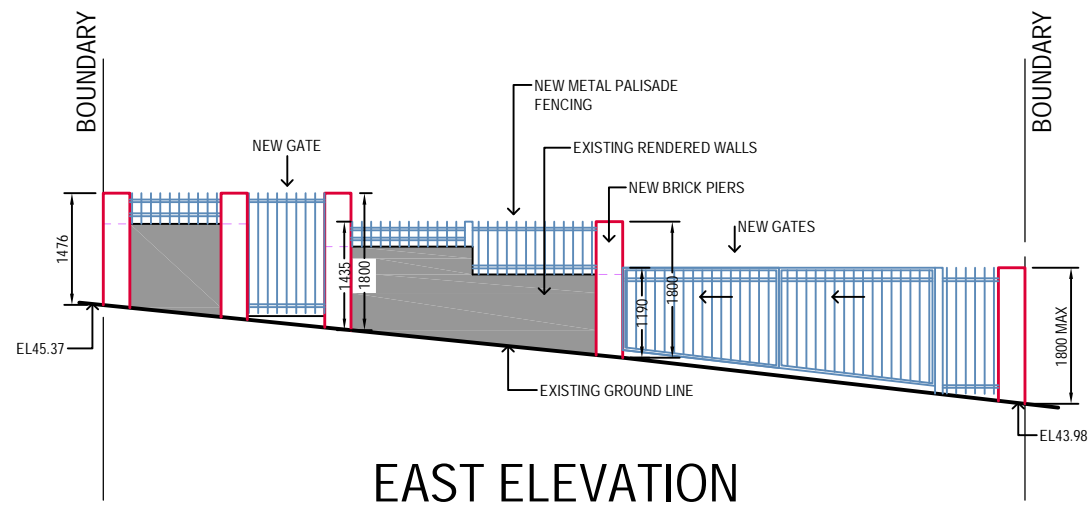 BOUNDARY
BOUNDARY
NEW METAL PALISADE
FENCING
NEW GATE
EXISTING RENDERED WALLS
NEW BRICK PIERS
NEW GATES
1476
1435
1800
1190
1800
1800 MAX
EL45.37
EXISTING GROUND LINE
EL43.98
EAST ELEVATION